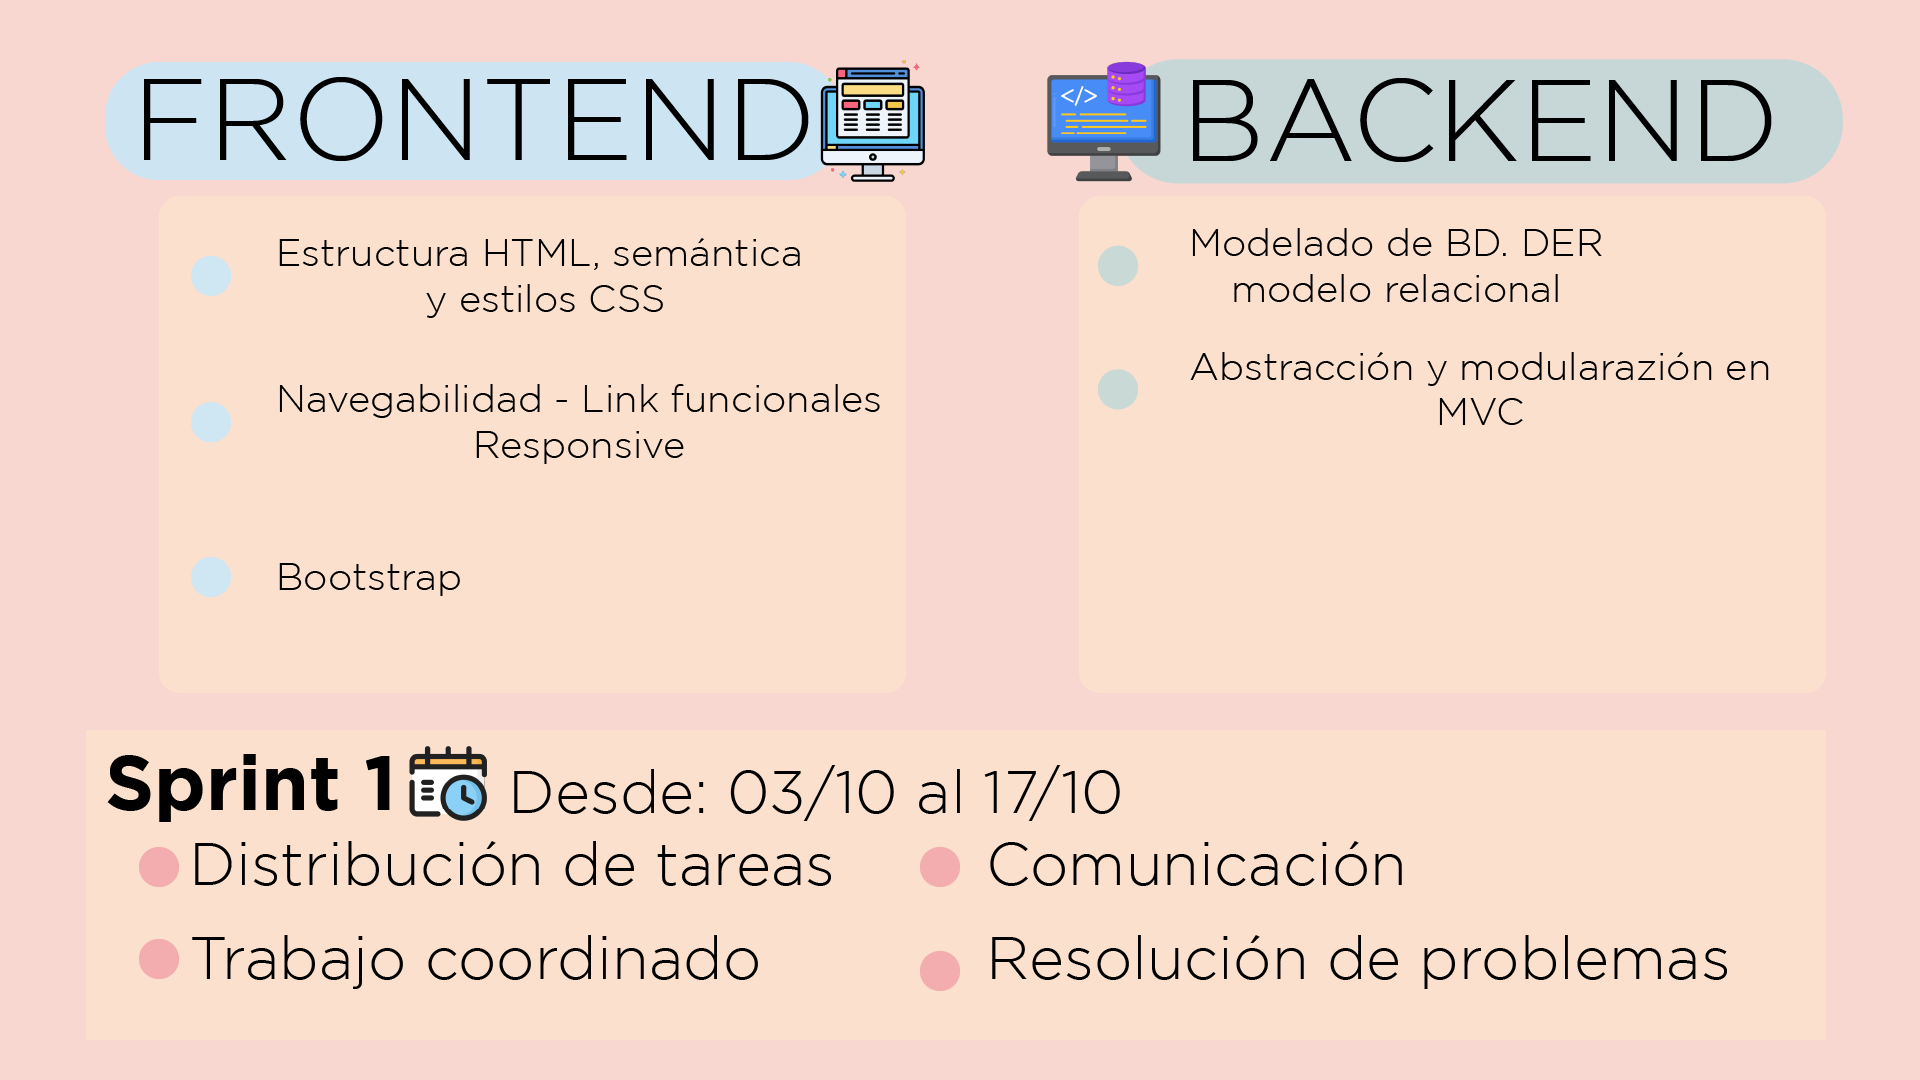 FRONTEND
Estructura HTML, semántica
y estilos CSS
Navegabilidad - Link funcionales
Responsive
Bootstrap
</>
BACKEND
Modelado de BD. DER
modelo relacional
Abstracción y modularazión en
MVC
Sprint 1
Desde: 03/10 al 17/10
Distribución de tareas
Comunicación
Trabajo coordinado
Resolución de problemas